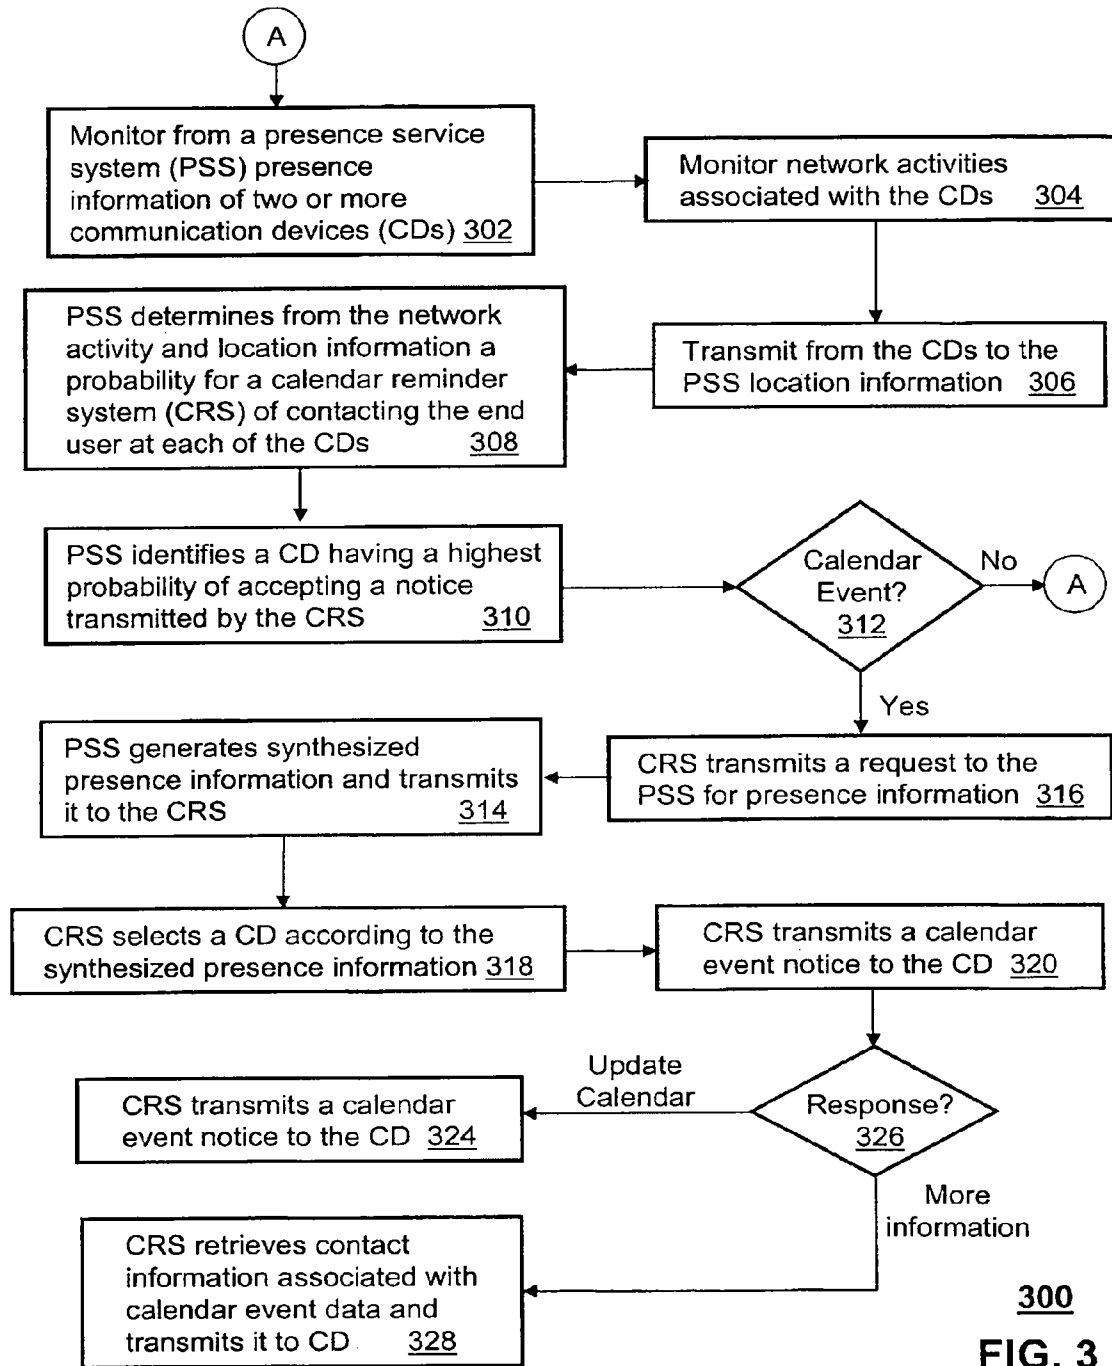 A
Monitor from a presence service
system (PSS) presence
information of two or more
communication devices (CDs) 302
Monitor network activities
associated with the CDs 304
Transmit from the CDs to the
PSS location information 306
PSS determines from the network
activity and location information a
probability for a calendar reminder
system (CRS) of contacting the end
user at each of the CDs 308
PSS identifies a CD having a highest
probability of accepting a notice
transmitted by the CRS 310
Calendar
Event?
312
No
A
Yes
CRS transmits a request to the
PSS for presence information 316
PSS generates synthesized
presence information and transmits
it to the CRS 314
CRS selects a CD according to the
synthesized presence information 318
CRS transmits a calendar
event notice to the CD 320
Response?
326
Update
Calendar
CRS transmits a calendar
event notice to the CD 324
More
information
CRS retrieves contact
information associated with
calendar event data and
transmits it to CD 328
300
FIG. 3